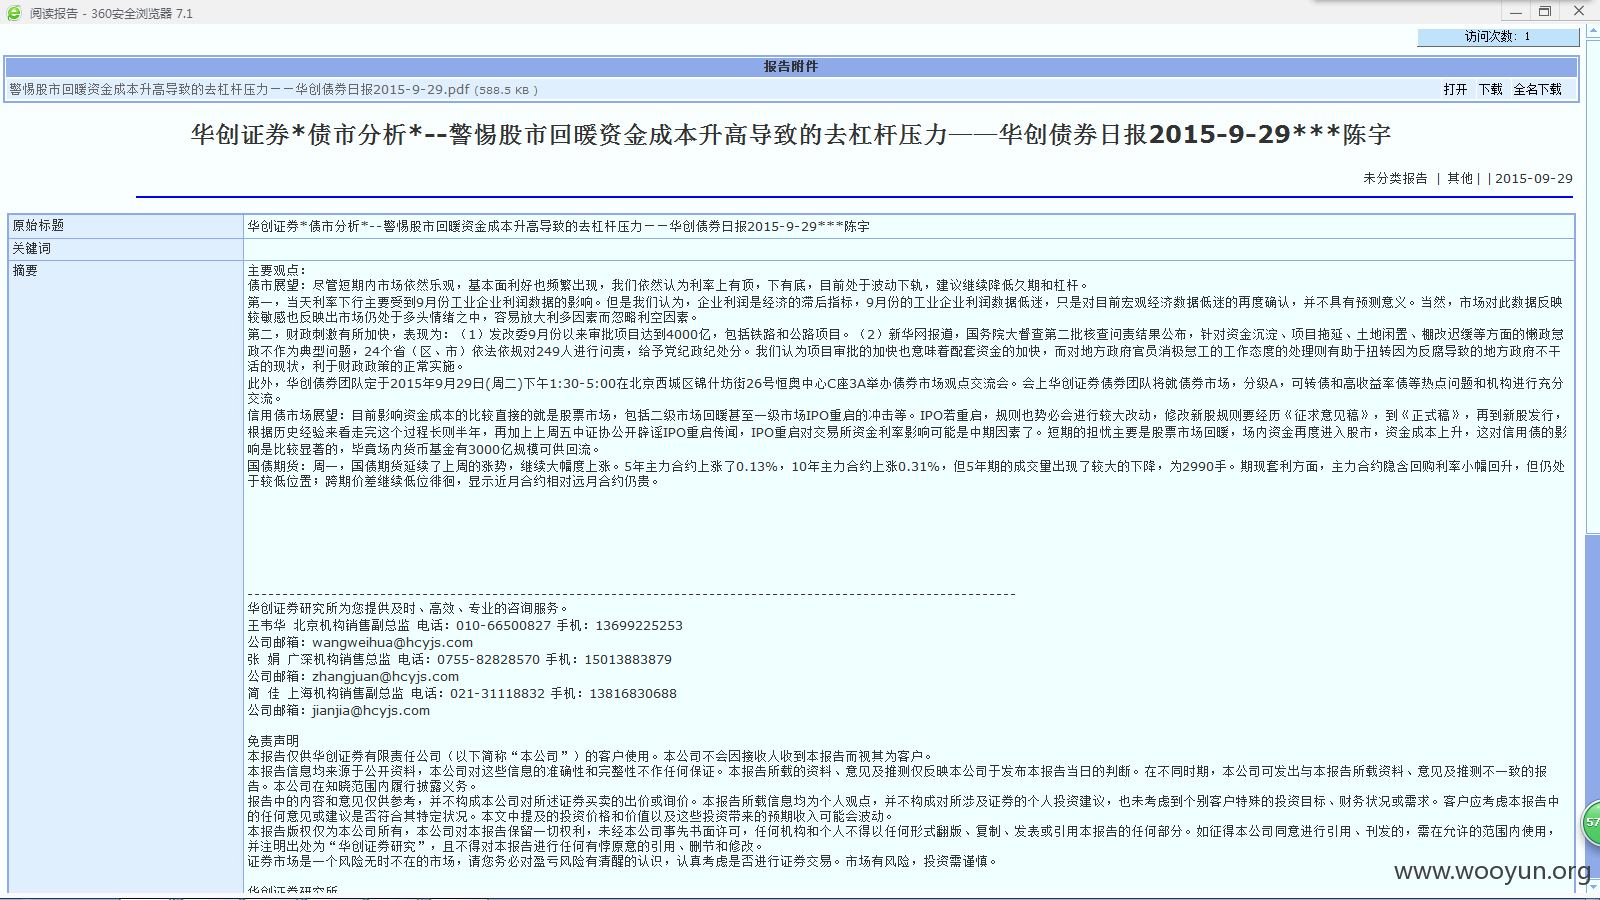 阅读报告 - 360安全浏览器 7.1
访问次数：1
报告附件
警惕股市回暖资金成本升高导致的去杠杆压力——华创债券日报2015-9-29.pdf (588.5 KB )
打开 下载 全名下载
华创证券*债市分析*--警惕股市回暖资金成本升高导致的去杠杆压力——华创债券日报2015-9-29***陈宇
未分类报告 | 其他 | | 2015-09-29
原始标题
华创证券*债市分析*--警惕股市回暖资金成本升高导致的去杠杆压力——华创债券日报2015-9-29***陈宇
关键词
摘要
主要观点：
债市展望：尽管短期内市场依然乐观，基本面利好也频繁出现，我们依然认为利率上有顶，下有底，目前处于波动下轨，建议继续降低久期和杠杆。
第一，当天利率下行主要受到9月份工业企业利润数据的影响。但是我们认为，企业利润是经济的滞后指标，9月份的工业企业利润数据低迷，只是对目前宏观经济数据低迷的再度确认，并不具有预测意义。当然，市场对此数据反映
较敏感也反映出市场仍处于多头情绪之中，容易放大利多因素而忽略利空因素。
第二，财政刺激有所加快，表现为：（1）发改委9月份以来审批项目达到4000亿，包括铁路和公路项目。（2）新华网报道，国务院大督查第二批核查问责结果公布，针对资金沉淀、项目拖延、土地闲置、棚改迟缓等方面的懒政怠
政不作为典型问题，24个省（区、市）依法依规对249人进行问责，给予党纪政纪处分。我们认为项目审批的加快也意味着配套资金的加快，而对地方政府官员消极怠工的工作态度的处理则有助于扭转因为反腐导致的地方政府不干
活的现状，利于财政政策的正常实施。
此外，华创债券团队定于2015年9月29日(周二)下午1:30-5:00在北京西城区锦什坊街26号恒奥中心C座3A举办债券市场观点交流会。会上华创证券债券团队将就债券市场，分级A，可转债和高收益率债等热点问题和机构进行充分
交流。
信用债市场展望：目前影响资金成本的比较直接的就是股票市场，包括二级市场回暖甚至一级市场IPO重启的冲击等。IPO若重启，规则也势必会进行较大改动，修改新股规则要经历《征求意见稿》，到《正式稿》，再到新股发行，
根据历史经验来看走完这个过程长则半年，再加上上周五中证协公开辟谣IPO重启传闻，IPO重启对交易所资金利率影响可能是中期因素了。短期的担忧主要是股票市场回暖，场内资金再度进入股市，资金成本上升，这对信用债的影
响是比较显著的，毕竟场内货币基金有3000亿规模可供回流。
国债期货：周一，国债期货延续了上周的涨势，继续大幅度上涨。5年主力合约上涨了0.13%，10年主力合约上涨0.31%，但5年期的成交量出现了较大的下降，为2990手。期现套利方面，主力合约隐含回购利率小幅回升，但仍处
于较低位置；跨期价差继续低位徘徊，显示近月合约相对远月合约仍贵。
--------------------------------------------------------------------------------------------------------------
华创证券研究所为您提供及时、高效、专业的咨询服务。
王韦华 北京机构销售副总监 电话：010-66500827 手机：13699225253
公司邮箱：wangweihua@hcyjs.com
张 娟 广深机构销售总监 电话：0755-82828570 手机：15013883879
公司邮箱：zhangjuan@hcyjs.com
简 佳 上海机构销售副总监 电话：021-31118832 手机：13816830688
公司邮箱：jianjia@hcyjs.com
免责声明
本报告仅供华创证券有限责任公司（以下简称“本公司”）的客户使用。本公司不会因接收人收到本报告而视其为客户。
本报告信息均来源于公开资料，本公司对这些信息的准确性和完整性不作任何保证。本报告所载的资料、意见及推测仅反映本公司于发布本报告当日的判断。在不同时期，本公司可发出与本报告所载资料、意见及推测不一致的报
告。本公司在知晓范围内履行披露义务。
报告中的内容和意见仅供参考，并不构成本公司对所述证券买卖的出价或询价。本报告所载信息均为个人观点，并不构成对所涉及证券的个人投资建议，也未考虑到个别客户特殊的投资目标、财务状况或需求。客户应考虑本报告中
的任何意见或建议是否符合其特定状况。本文中提及的投资价格和价值以及这些投资带来的预期收入可能会波动。
本报告版权仅为本公司所有，本公司对本报告保留一切权利，未经本公司事先书面许可，任何机构和个人不得以任何形式翻版、复制、发表或引用本报告的任何部分。如征得本公司同意进行引用、刊发的，需在允许的范围内使用，
并注明出处为“华创证券研究”，且不得对本报告进行任何有悖原意的引用、删节和修改。
证券市场是一个风险无时不在的市场，请您务必对盈亏风险有清醒的认识，认真考虑是否进行证券交易。市场有风险，投资需谨慎。
华创证券研究所
57
www.wooyun.org